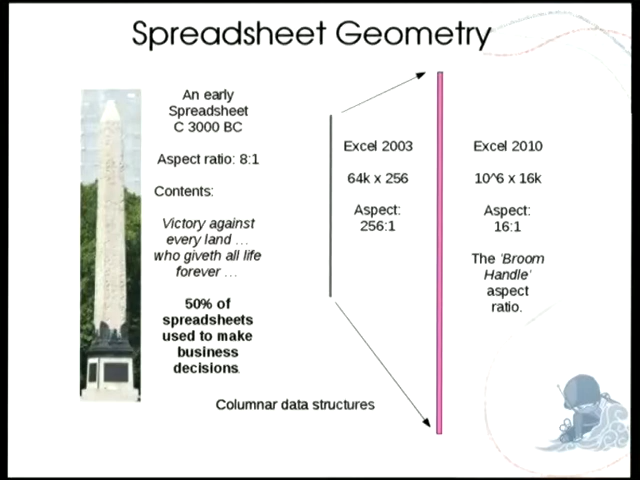 Spreadsheet Geometry
An early
Spreadsheet
C 3000 BC
Aspect ratio: 8:1
Contents:
Victory against
every land …
who giveth all life
forever …
50% of
spreadsheets
used to make
business
decisions.
Columnar data structures
Excel 2003
64k x 256
Aspect:
256:1
Excel 2010
10^6 x 16k
Aspect:
16:1
The 'Broom
Handle'
aspect
ratio.